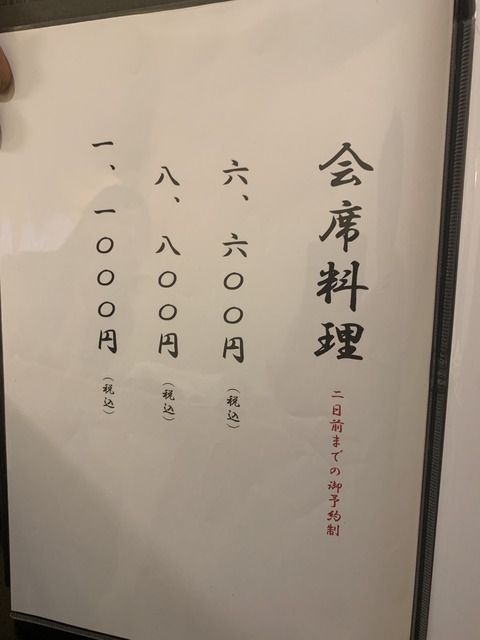 会席料理
二日前までの御予約制
六、六〇〇円(税込)
八、八〇〇円(税込)
一、一〇〇〇円(税込)